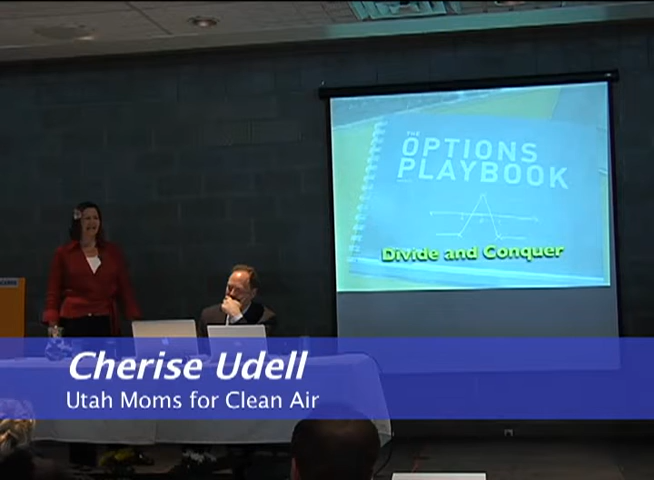 THE
OPTIONS
PLAYBOOK
Divide and Conquer
Cherise Udell
Utah Moms for Clean Air